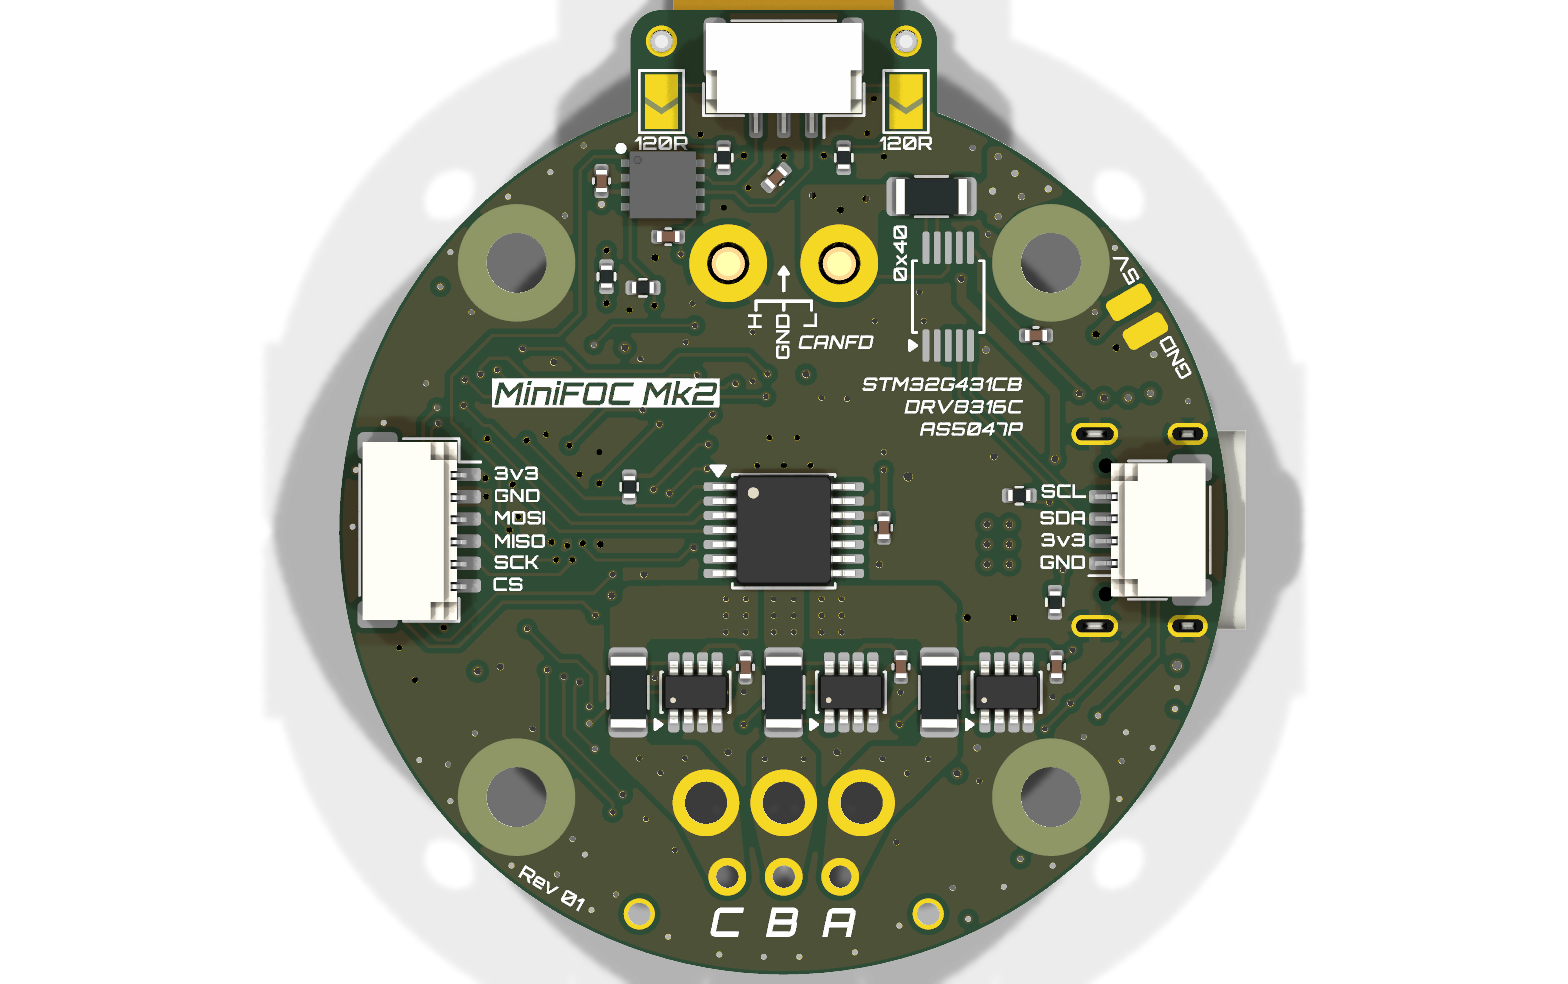 120R
120R
0x40
5V
GND
H
GND
L
CANFD
MiniFOC Mk2
STM32G431CB
DRV8316C
AS5047P
3v3
GND
MOSI
MISO
SCK
CS
SCL
SDA
3v3
GND
Rev 01
C B A